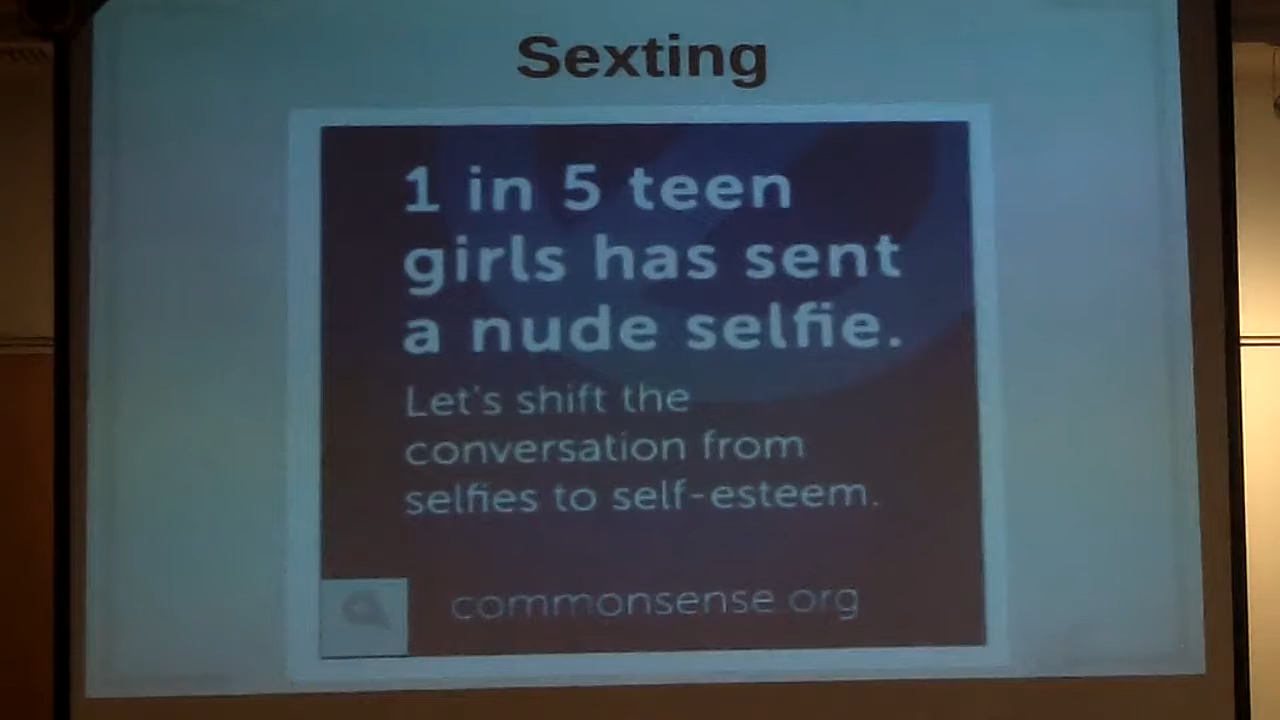 Sexting
1 in 5 teen
girls has sent
a nude selfie.
Let's shift the
conversation from
selfies to self-esteem.
commonsense.org